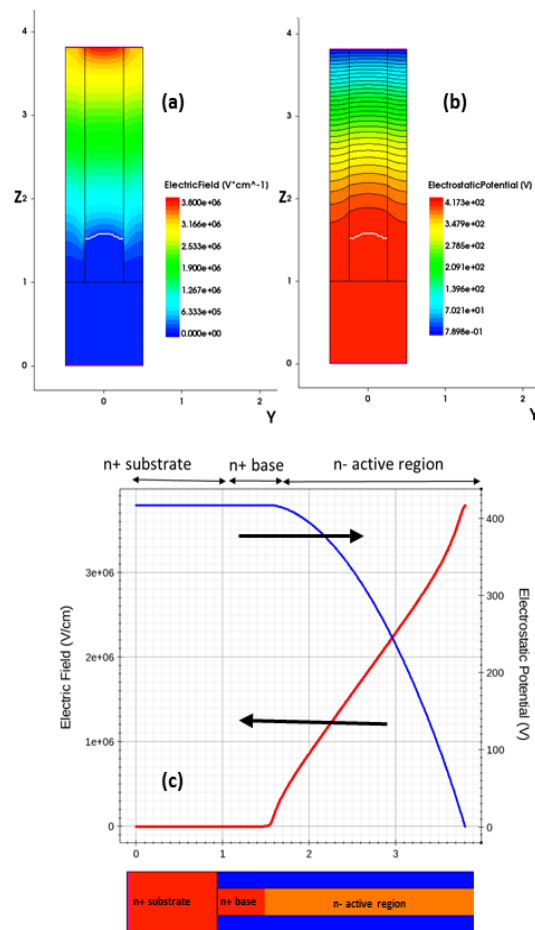 4
3
Z 2
1
0
0
1
2
Y
(a)
ElectricField (V*cm^-1)
3.800e+06
3.166e+06
2.533e+06
1.900e+06
1.267e+06
6.333e+05
0.000e+00
4
3
Z 2
1
0
0
1
2
Y
(b)
ElectrostaticPotential (V)
4.173e+02
3.479e+02
2.785e+02
2.091e+02
1.396e+02
7.021e+01
7.898e-01
n+ substrate n+ base n- active region
Electric Field (V/cm)
3e+06
2e+06
1e+06
0
400
300
200
100
0
Electrostatic Potential (V)
(c)
0 1 2 3
n+ substrate n+ base n- active region